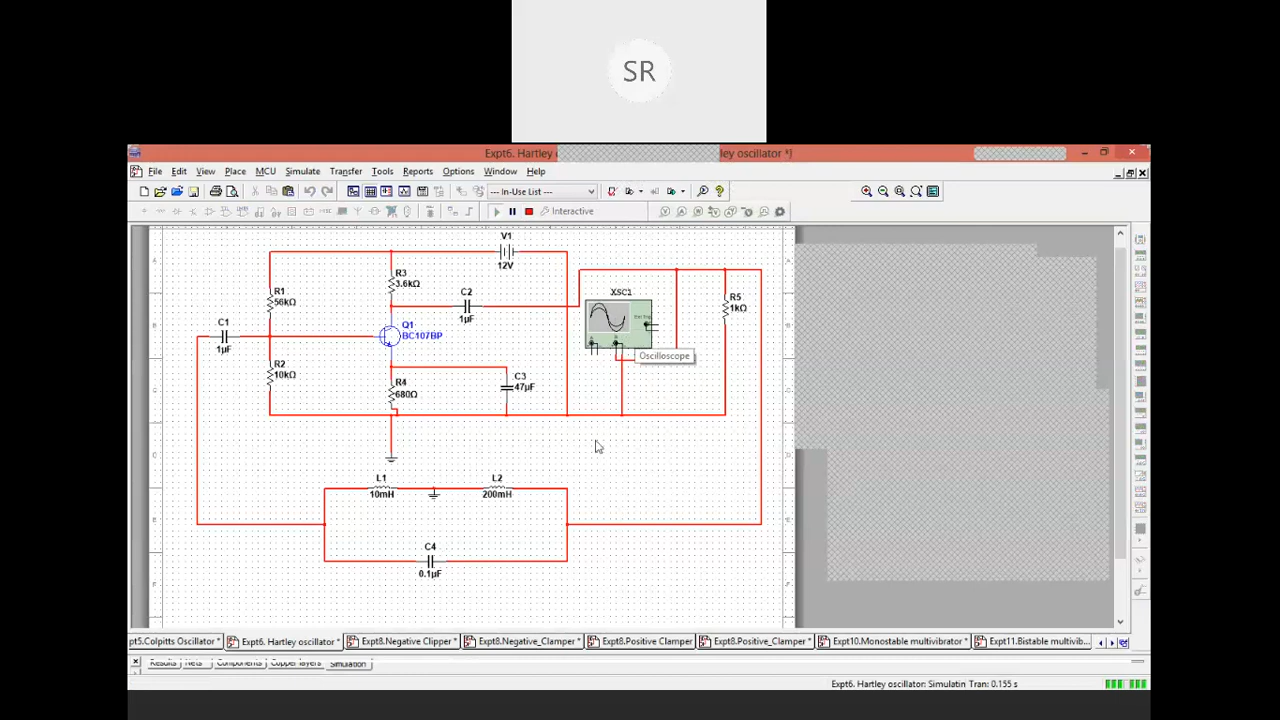 SR
Expt6. Hartley o
ley oscillator *]
File Edit View Place MCU Simulate Transfer Tools Reports Options Window Help
--- In-Use List ---
Interactive
V1
12V
R3
3.6kΩ
C2
1µF
XSC1
Ext Trig
R5
1kΩ
R1
56kΩ
C1
1µF
Q1
BC107BP
Oscilloscope
R2
10kΩ
R4
680Ω
C3
47µF
L1
10mH
L2
200mH
C4
0.1µF
pt5.Colpitts Oscillator * Expt6. Hartley oscillator * Expt8.Negative Clipper * Expt8.Negative_Clamper * Expt8.Positive Clamper Expt8.Positive_Clamper * Expt10.Monostable multivibrator * Expt11.Bistable multivib...
Results Nets Components Copper layers Simulation
Expt6. Hartley oscillator: Simulatin Tran: 0.155 s